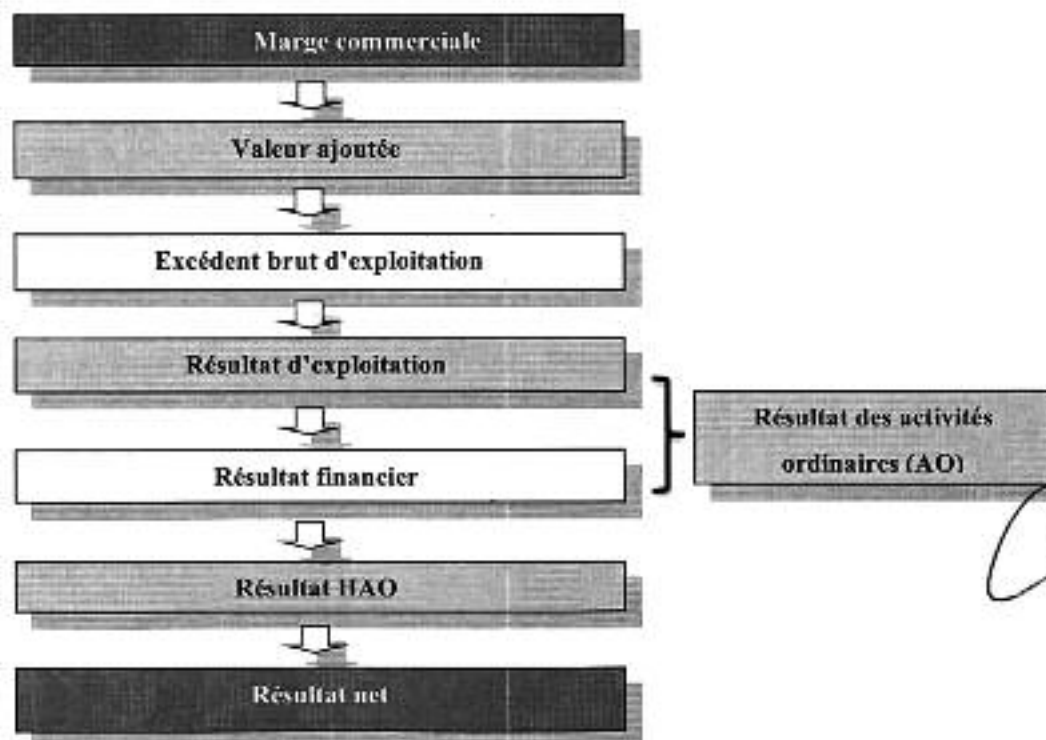 Marge commerciale
Valeur ajoutée
Excédent brut d'exploitation
Résultat d'exploitation
Résultat des activités
ordinaires (AO)
Résultat financier
Résultat HAO
Résultat net